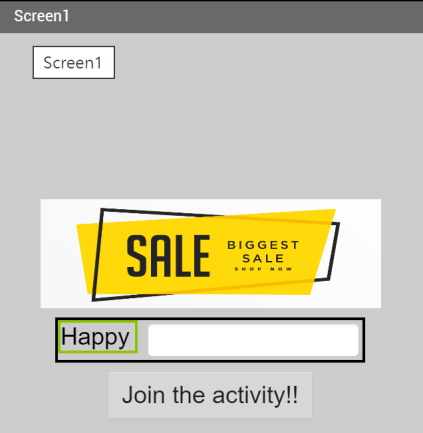 Screen1
Screen1
SALE
BIGGEST
SALE
SHOP NOW
Happy
Join the activity!!